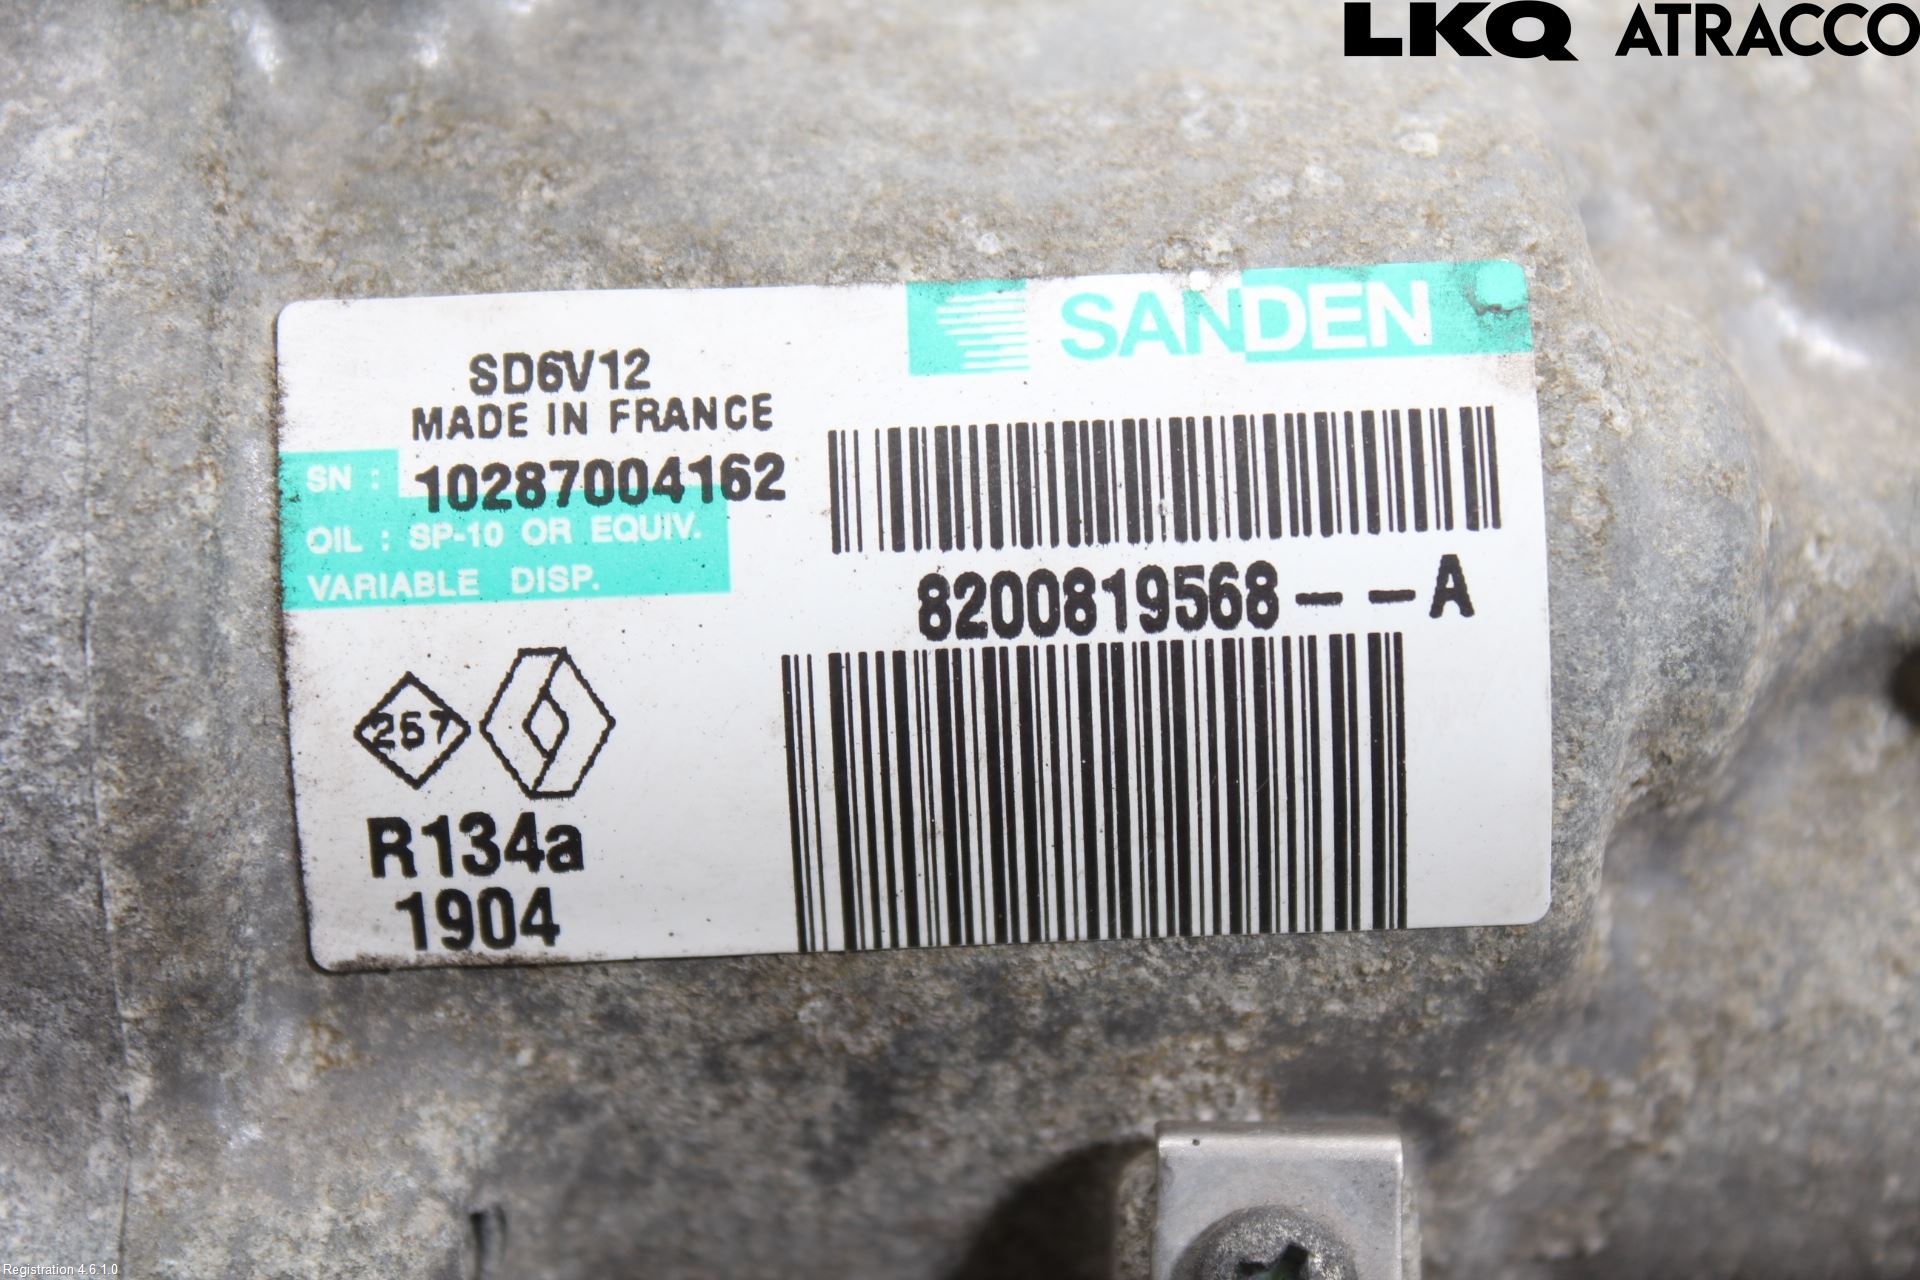 LKQ ATRACCO
SANDEN
SD6V12
MADE IN FRANCE
SN : 10287004162
OIL : SP-10 OR EQUIV.
VARIABLE DISP.
8200819568--A
267
R134a
1904
Registration 4.6.1.0